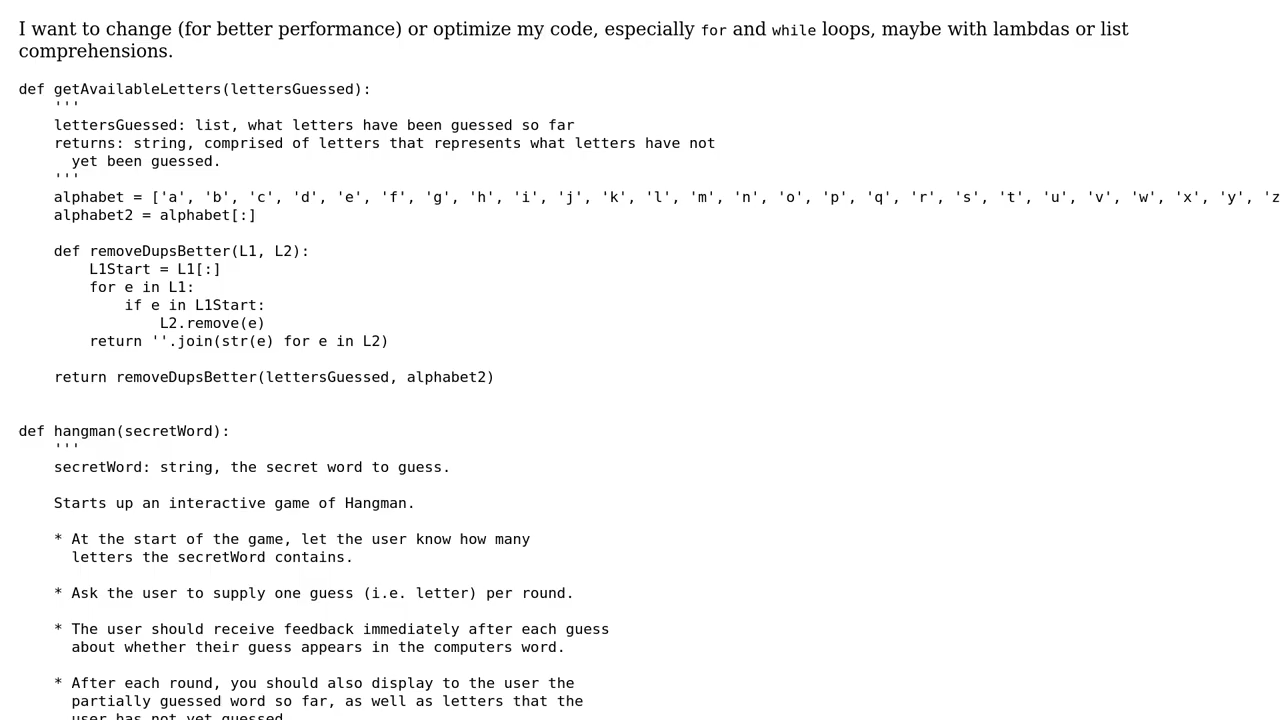 I want to change (for better performance) or optimize my code, especially for and while loops, maybe with lambdas or list
comprehensions.
def getAvailableLetters(lettersGuessed):
    '''
    lettersGuessed: list, what letters have been guessed so far
    returns: string, comprised of letters that represents what letters have not
      yet been guessed.
    '''
    alphabet = ['a', 'b', 'c', 'd', 'e', 'f', 'g', 'h', 'i', 'j', 'k', 'l', 'm', 'n', 'o', 'p', 'q', 'r', 's', 't', 'u', 'v', 'w', 'x', 'y', 'z
    alphabet2 = alphabet[:]
    def removeDupsBetter(L1, L2):
        L1Start = L1[:]
        for e in L1:
            if e in L1Start:
                L2.remove(e)
        return ''.join(str(e) for e in L2)
    return removeDupsBetter(lettersGuessed, alphabet2)
def hangman(secretWord):
    '''
    secretWord: string, the secret word to guess.
    Starts up an interactive game of Hangman.
    * At the start of the game, let the user know how many
      letters the secretWord contains.
    * Ask the user to supply one guess (i.e. letter) per round.
    * The user should receive feedback immediately after each guess
      about whether their guess appears in the computers word.
    * After each round, you should also display to the user the
      partially guessed word so far, as well as letters that the
      user has not yet guessed